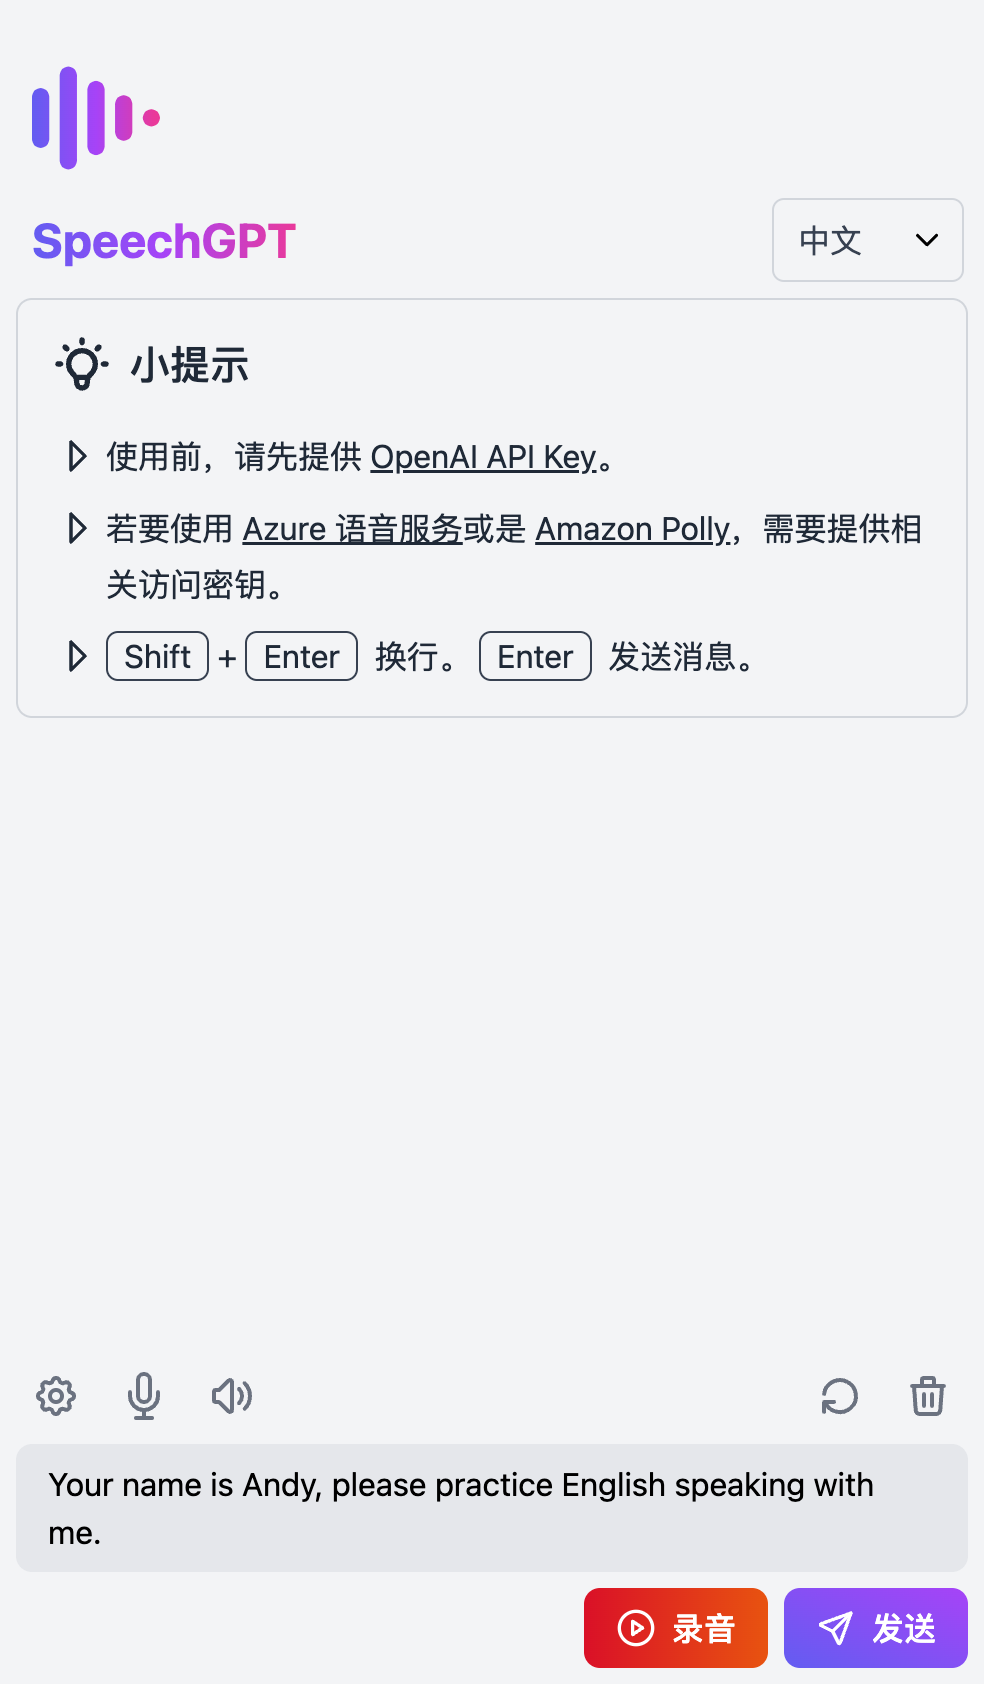 SpeechGPT
中文
小提示
使用前，请先提供 OpenAI API Key。
若要使用 Azure 语音服务或是 Amazon Polly，需要提供相
关访问密钥。
Shift + Enter 换行。 Enter 发送消息。
Your name is Andy, please practice English speaking with
me.
录音
发送